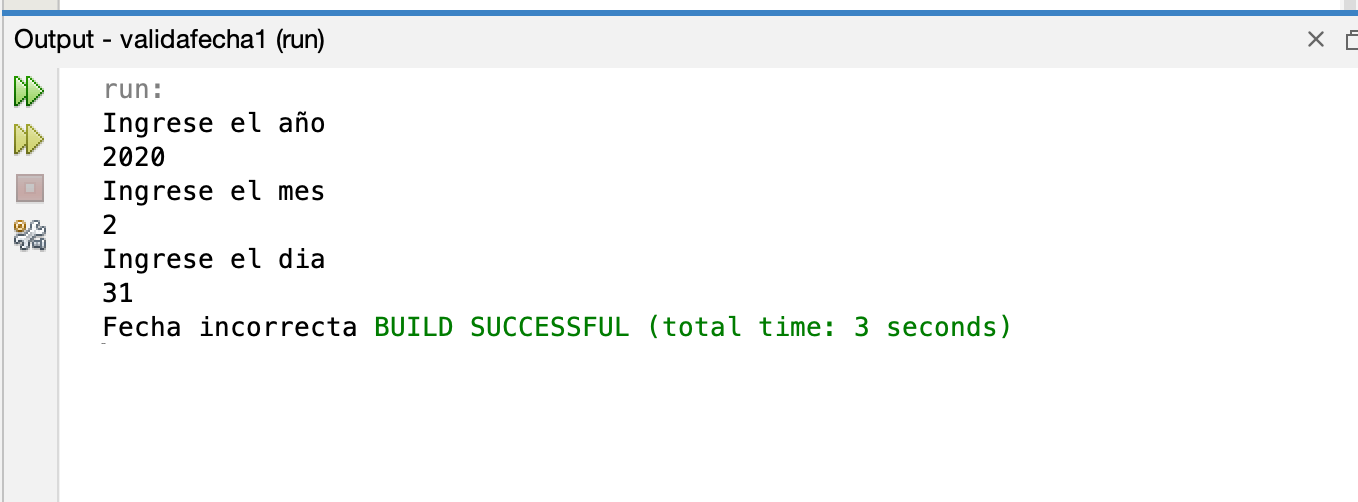 Output - validafecha1 (run)
run:
Ingrese el año
2020
Ingrese el mes
2
Ingrese el dia
31
Fecha incorrecta BUILD SUCCESSFUL (total time: 3 seconds)